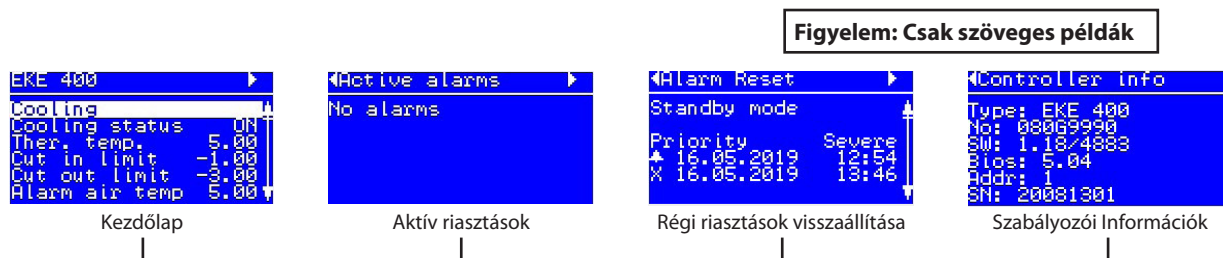 Figyelem: Csak szöveges példák
EKE 400
Cooling
Cooling status ON
Ther. temp. 5.00
Cut in limit -1.00
Cut out limit -3.00
Alarm air temp 5.00
Kezdőlap
Active alarms
No alarms
Aktív riasztások
Alarm Reset
Standby mode
Priority Severe
16.05.2019 12:54
X 16.05.2019 13:46
Régi riasztások visszaállítása
Controller info
Type: EKE 400
No: 080G9990
SW: 1.18/4883
Bios: 5.04
Addr: 1
SN: 20081301
Szabályozói Információk